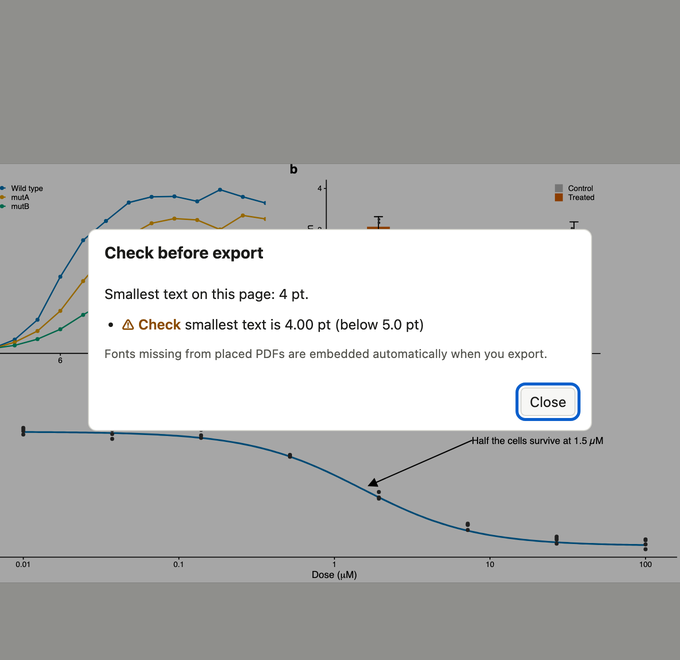 b
Wild type
mutA
mutB
4
Control
Treated
Check before export
Smallest text on this page: 4 pt.
⚠ Check smallest text is 4.00 pt (below 5.0 pt)
Fonts missing from placed PDFs are embedded automatically when you export.
Close
6
Half the cells survive at 1.5 µM
0.01
0.1
1
10
100
Dose (µM)